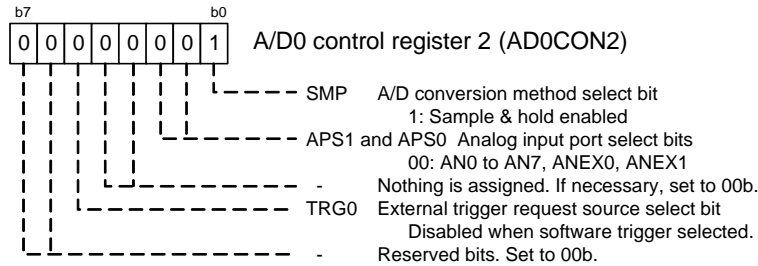 b7 b0
0 0 0 0 0 0 0 1 A/D0 control register 2 (AD0CON2)
SMP A/D conversion method select bit
1: Sample & hold enabled
APS1 and APS0 Analog input port select bits
00: AN0 to AN7, ANEX0, ANEX1
- Nothing is assigned. If necessary, set to 00b.
TRG0 External trigger request source select bit
Disabled when software trigger selected.
- Reserved bits. Set to 00b.